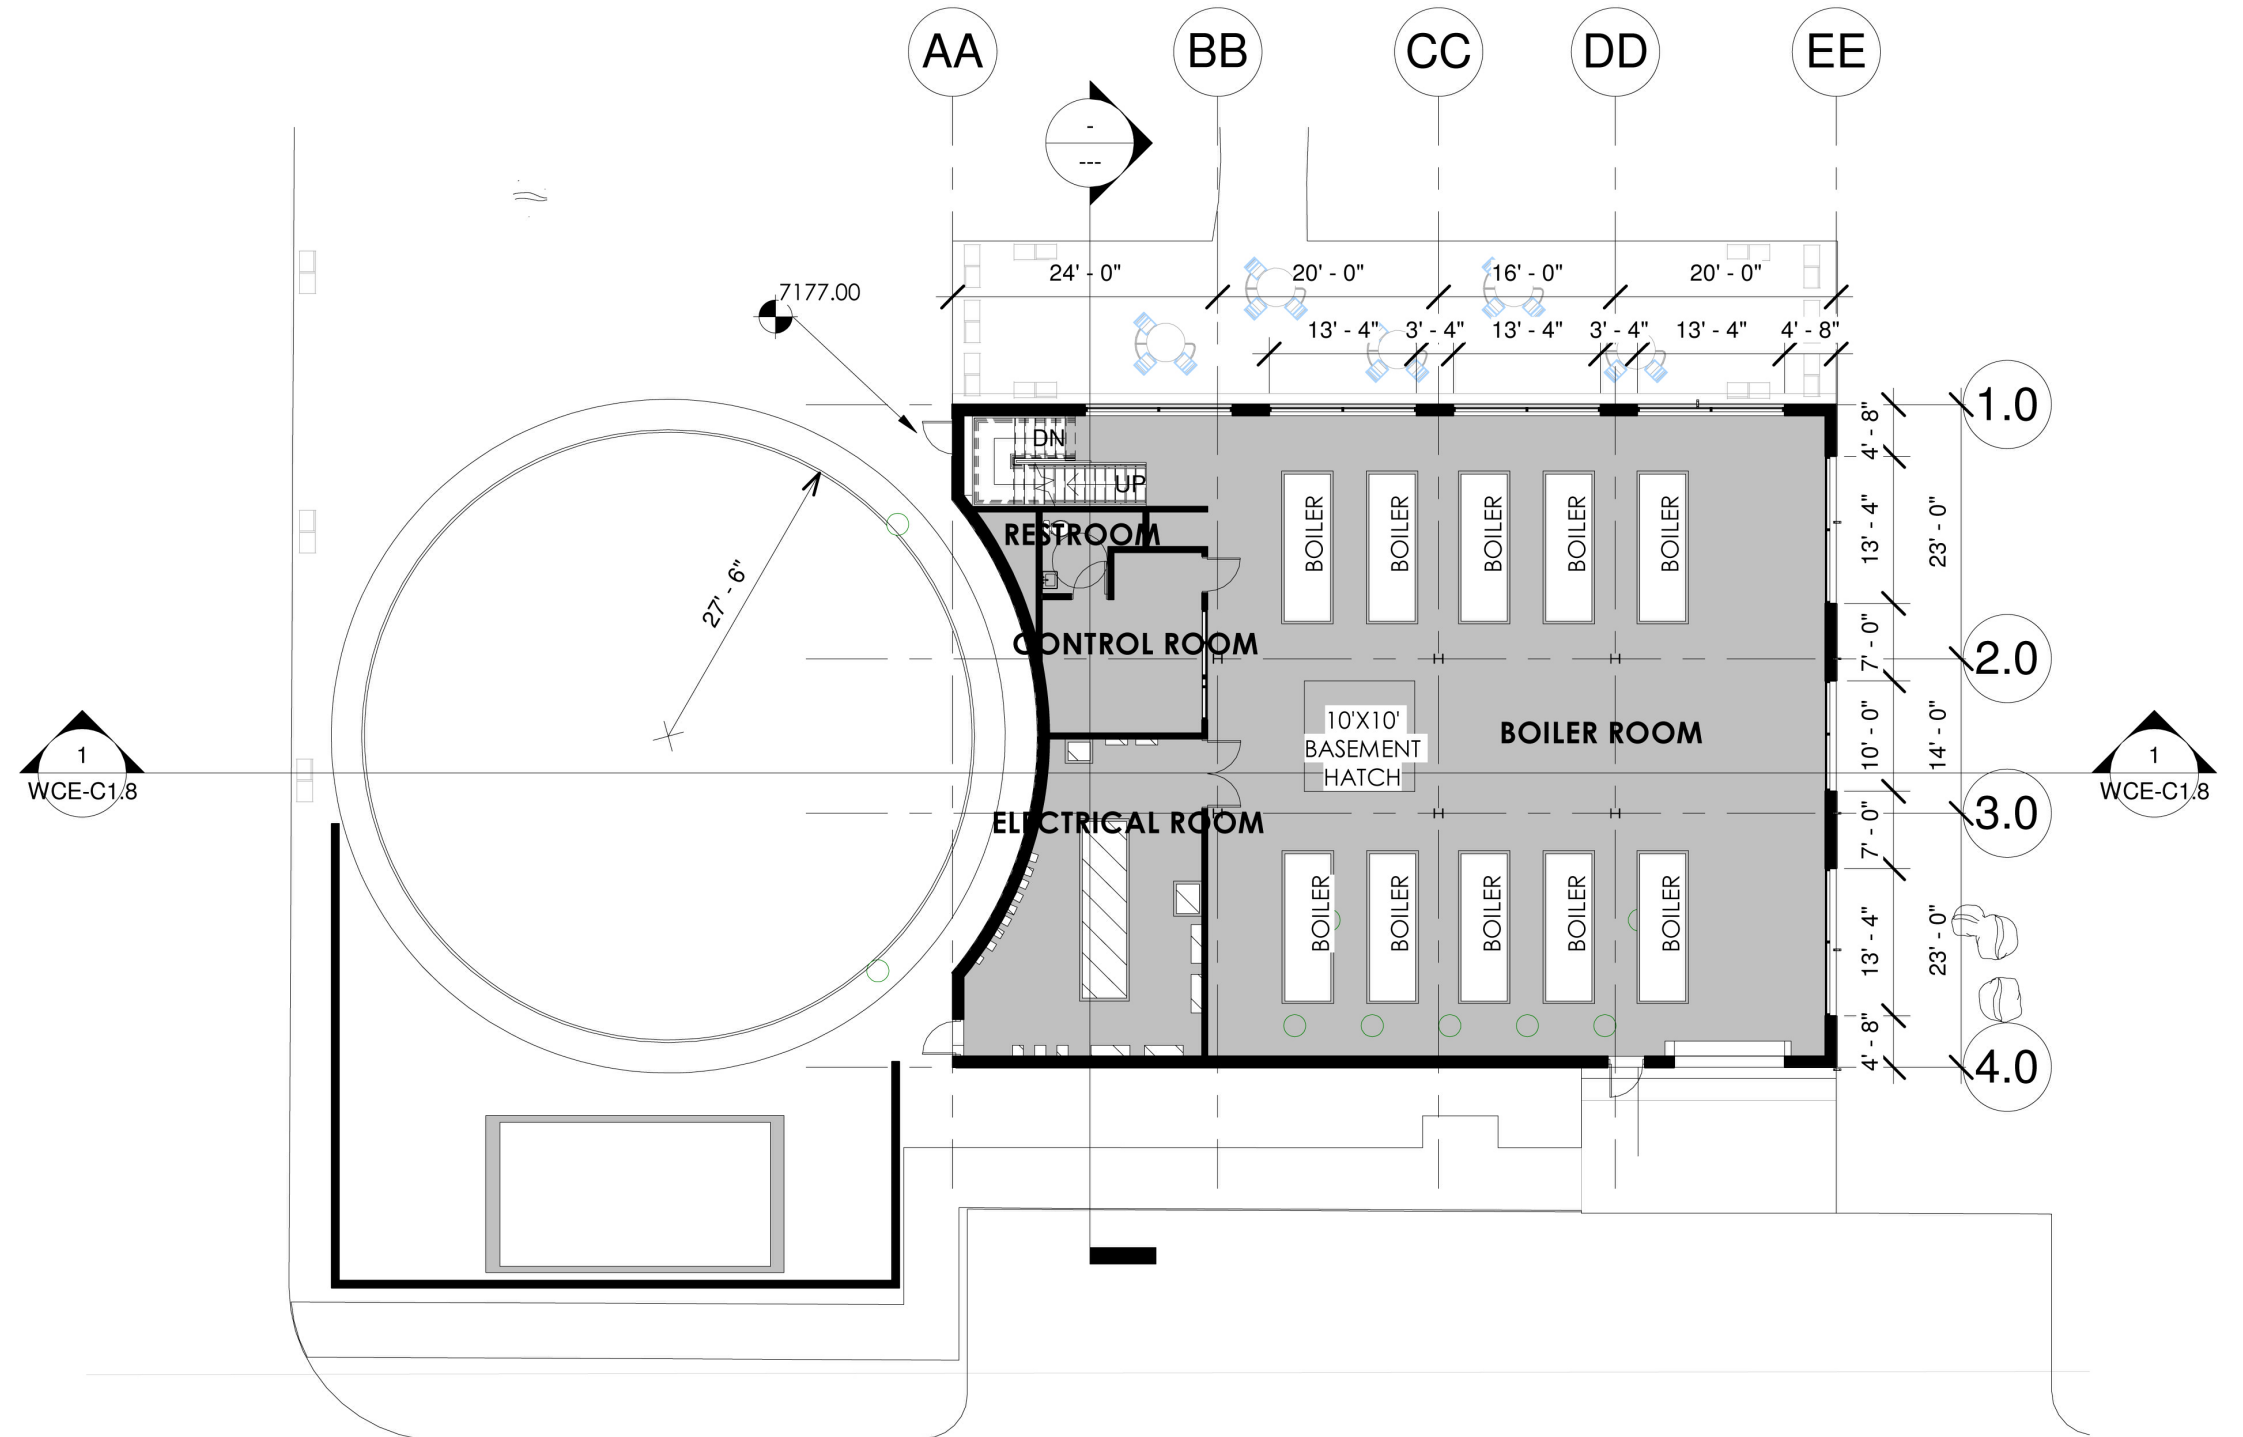 AA
BB
CC
DD
EE
-
---
24' - 0"
20' - 0"
16' - 0"
20' - 0"
7177.00
13' - 4"
3' - 4"
13' - 4"
3' - 4"
13' - 4"
4' - 8"
1.0
4' - 8"
DN
UP
BOILER
BOILER
BOILER
BOILER
BOILER
13' - 4"
23' - 0"
RESTROOM
27' - 6"
CONTROL ROOM
7' - 0"
2.0
10'X10'
BASEMENT
HATCH
BOILER ROOM
10' - 0"
14' - 0"
1
WCE-C1.8
1
WCE-C1.8
ELECTRICAL ROOM
7' - 0"
3.0
BOILER
BOILER
BOILER
BOILER
BOILER
13' - 4"
23' - 0"
4' - 8"
4.0